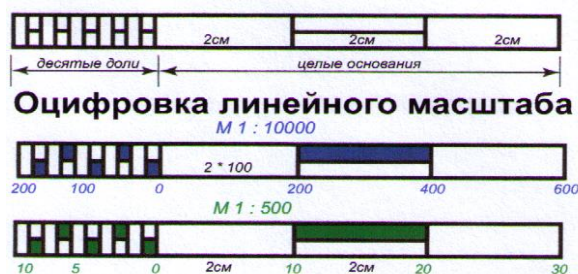 2см 2см 2см
десятые доли целые основания
Оцифровка линейного масштаба
М 1 : 10000
2 * 100
200 100 0 200 400 600
М 1 : 500
10 5 0 2см 10 2см 20 30